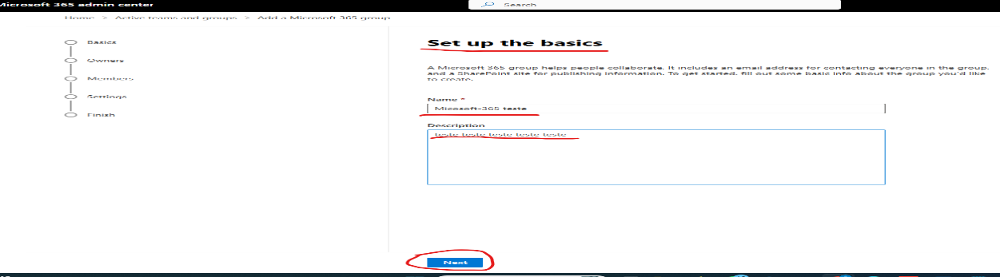 Microsoft 365 admin center
Search
Home > Active teams and groups > Add a Microsoft 365 group
Basics
Owners
Members
Settings
Finish
Set up the basics
A Microsoft 365 group helps people collaborate. It includes an email address for contacting everyone in the group,
and a SharePoint site for publishing information. To get started, fill out some basic info about the group you'd like
to create.
Name *
Micosoft-365 teste
Description
teste teste teste teste teste
Next